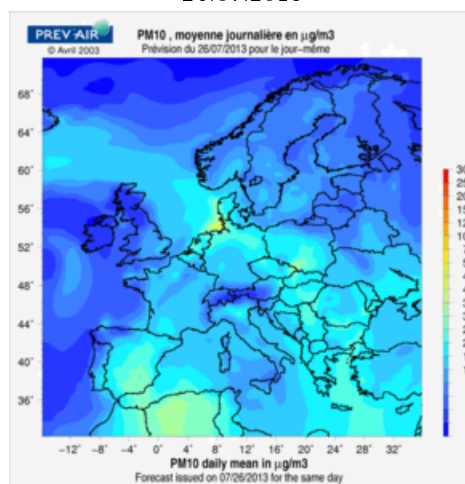 PREV'AIR
© Avril 2003
PM10 , moyenne journalière en µg/m3
Prévision du 26/07/2013 pour le jour-même
68°
64°
60°
56°
52°
48°
44°
40°
36°
−12° −8° −4° 0° 4° 8° 12° 16° 20° 24° 28° 32°
PM10 daily mean in µg/m3
Forecast issued on 07/26/2013 for the same day